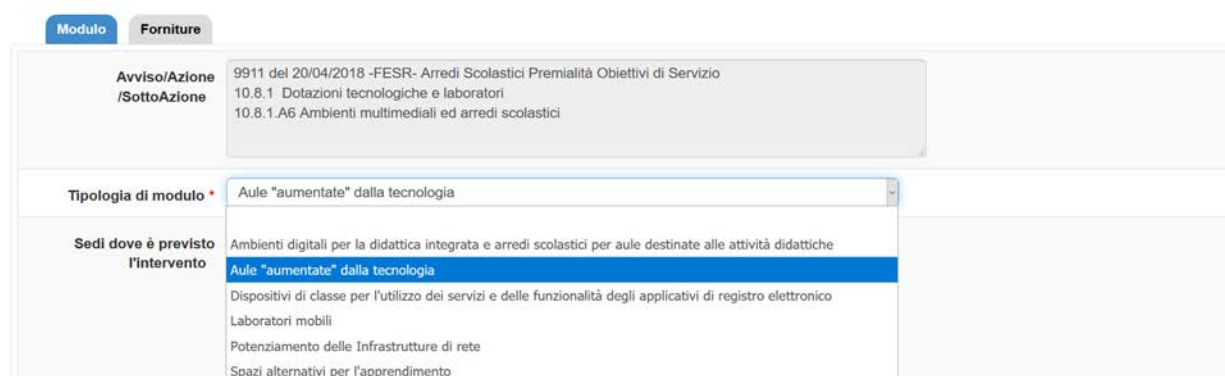 Modulo Forniture
Avviso/Azione
/SottoAzione
9911 del 20/04/2018 -FESR- Arredi Scolastici Premialità Obiettivi di Servizio
10.8.1 Dotazioni tecnologiche e laboratori
10.8.1.A6 Ambienti multimediali ed arredi scolastici
Tipologia di modulo * Aule "aumentate" dalla tecnologia
Sedi dove è previsto
l'intervento
Ambienti digitali per la didattica integrata e arredi scolastici per aule destinate alle attività didattiche
Aule "aumentate" dalla tecnologia
Dispositivi di classe per l'utilizzo dei servizi e delle funzionalità degli applicativi di registro elettronico
Laboratori mobili
Potenziamento delle Infrastrutture di rete
Spazi alternativi per l'apprendimento